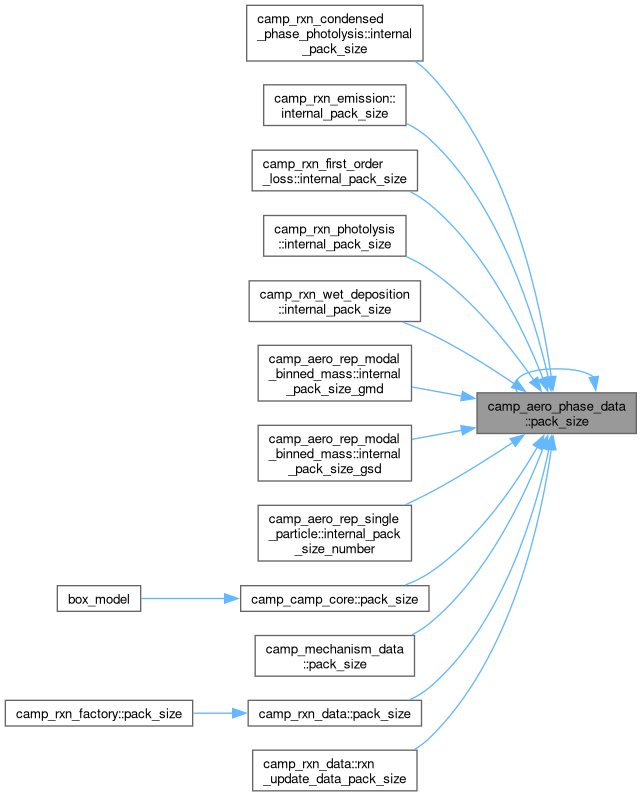 camp_rxn_condensed
_phase_photolysis::internal
_pack_size
camp_rxn_emission::
internal_pack_size
camp_rxn_first_order
_loss::internal_pack_size
camp_rxn_photolysis
::internal_pack_size
camp_rxn_wet_deposition
::internal_pack_size
camp_aero_rep_modal
_binned_mass::internal
_pack_size_gmd
camp_aero_phase_data
::pack_size
camp_aero_rep_modal
_binned_mass::internal
_pack_size_gsd
camp_aero_rep_single
_particle::internal_pack
_size_number
box_model
camp_camp_core::pack_size
camp_mechanism_data
::pack_size
camp_rxn_factory::pack_size
camp_rxn_data::pack_size
camp_rxn_data::rxn
_update_data_pack_size